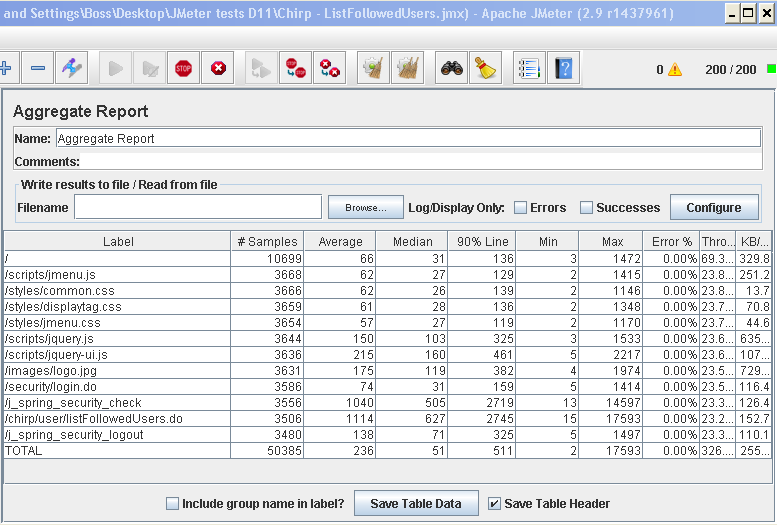 and Settings\Boss\Desktop\JMeter tests D11\Chirp - ListFollowedUsers.jmx) - Apache JMeter (2.9 r1437961)
STOP STOP STOP 0 200 / 200
Aggregate Report
Name: Aggregate Report
Comments:
Write results to file / Read from file
Filename Browse... Log/Display Only: Errors Successes Configure
Label # Samples Average Median 90% Line Min Max Error % Thro... KB/...
/ 10699 66 31 136 3 1472 0.00% 69.3... 329.8
/scripts/jmenu.js 3668 62 27 129 2 1415 0.00% 23.8... 251.2
/styles/common.css 3666 62 26 139 2 1146 0.00% 23.8... 13.7
/styles/displaytag.css 3659 61 28 136 2 1348 0.00% 23.7... 70.8
/styles/jmenu.css 3654 57 27 119 2 1170 0.00% 23.7... 44.6
/scripts/jquery.js 3644 150 103 325 3 1533 0.00% 23.6... 635...
/scripts/jquery-ui.js 3636 215 160 461 5 2217 0.00% 23.6... 107...
/images/logo.jpg 3631 175 119 382 4 1974 0.00% 23.5... 729...
/security/login.do 3586 74 31 159 5 1414 0.00% 23.5... 116.4
/j_spring_security_check 3556 1040 505 2719 13 14597 0.00% 23.3... 126.4
/chirp/user/listFollowedUsers.do 3506 1114 627 2745 15 17593 0.00% 23.2... 152.7
/j_spring_security_logout 3480 138 71 325 5 1497 0.00% 23.3... 110.1
TOTAL 50385 236 51 511 2 17593 0.00% 326.... 255...
Include group name in label? Save Table Data Save Table Header